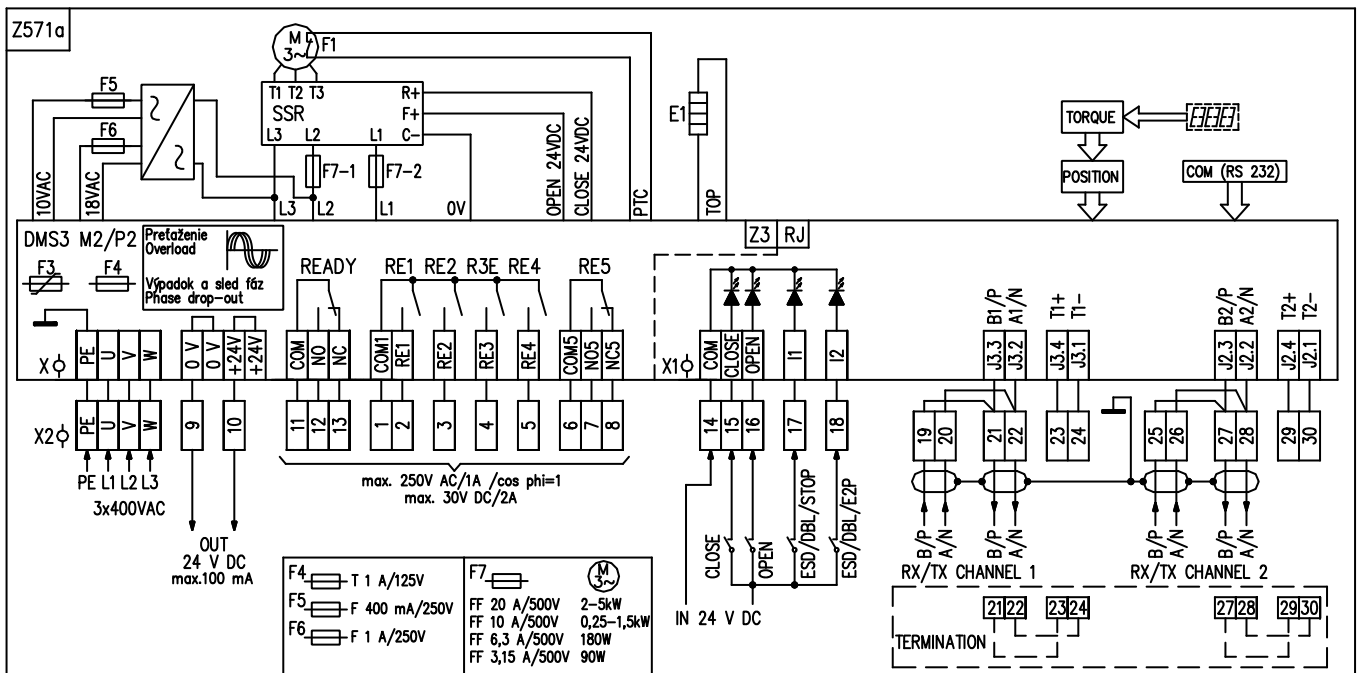 Z571a
M
3~
F1
F5
F6
T1 T2 T3
SSR
R+
F+
C-
L3 L2 L1
F7-1
F7-2
E1
TORQUE
POSITION
COM (RS 232)
10VAC
18VAC
L3
L2
L1
0V
OPEN 24VDC
CLOSE 24VDC
PTC
TOP
DMS3 M2/P2
F3
F4
Preťaženie
Overload
Výpadok a sled fáz
Phase drop-out
READY
RE1 RE2 R3E RE4
RE5
Z3 RJ
B1/P
A1/N
T1+
T1-
B2/P
A2/N
T2+
T2-
X
PE
U
V
W
0 V
0 V
+24V
+24V
COM
NO
NC
COM1
RE1
RE2
RE3
RE4
COM5
NO5
NC5
X1
COM
CLOSE
OPEN
I1
I2
J3.3
J3.2
J3.4
J3.1
J2.3
J2.2
J2.4
J2.1
X2
PE
U
V
W
9
10
11
12
13
1
2
3
4
5
6
7
8
14
15
16
17
18
19
20
21
22
23
24
25
26
27
28
29
30
PE L1 L2 L3
3x400VAC
max. 250V AC/1A /cos phi=1
max. 30V DC/2A
OUT
24 V DC
max.100 mA
CLOSE
OPEN
ESD/DBL/STOP
ESD/DBL/E2P
IN 24 V DC
B/P
A/N
B/P
A/N
B/P
A/N
B/P
A/N
RX/TX CHANNEL 1
RX/TX CHANNEL 2
F4 T 1 A/125V
F5 F 400 mA/250V
F6 F 1 A/250V
F7
M
3~
FF 20 A/500V 2-5kW
FF 10 A/500V 0,25-1,5kW
FF 6,3 A/500V 180W
FF 3,15 A/500V 90W
21 22 23 24
27 28 29 30
TERMINATION